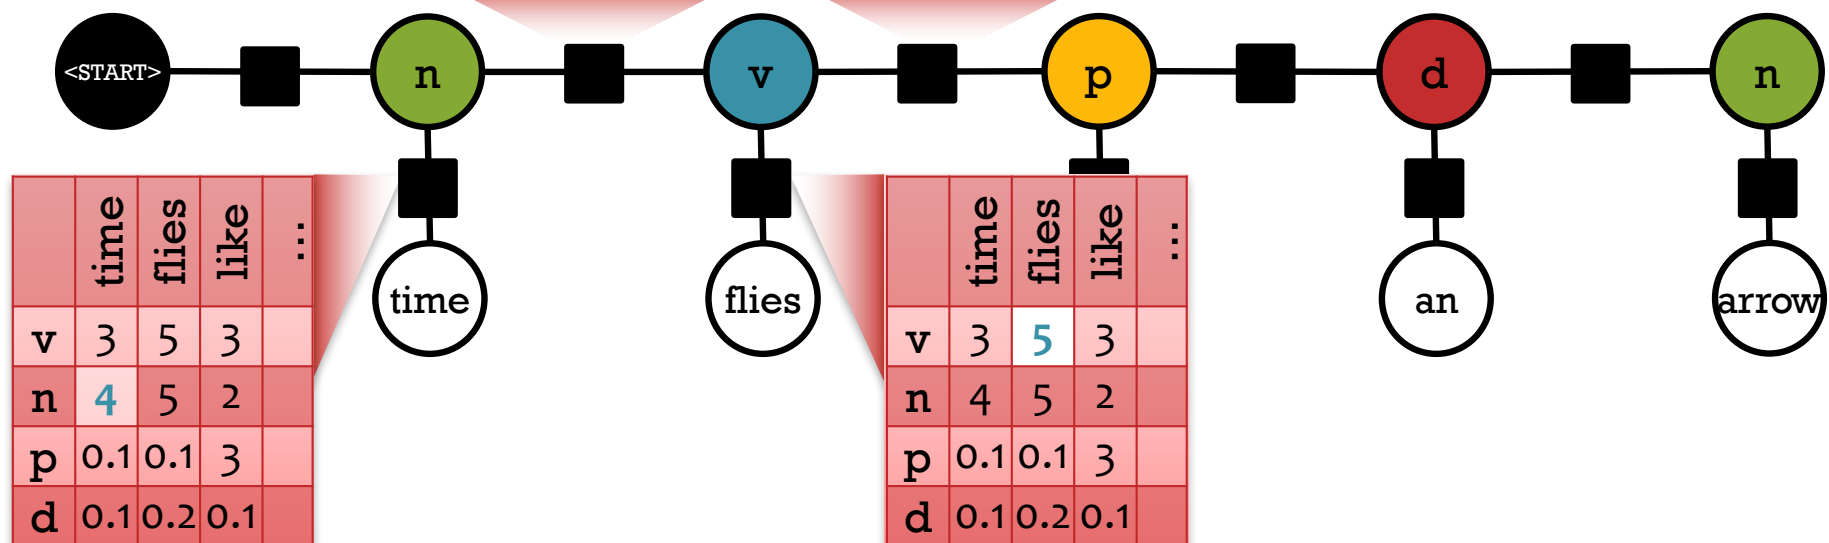 <START> n v p d n
time flies like ...
v 3 5 3
n 4 5 2
p 0.1 0.1 3
d 0.1 0.2 0.1
time
flies
time flies like ...
v 3 5 3
n 4 5 2
p 0.1 0.1 3
d 0.1 0.2 0.1
an
arrow